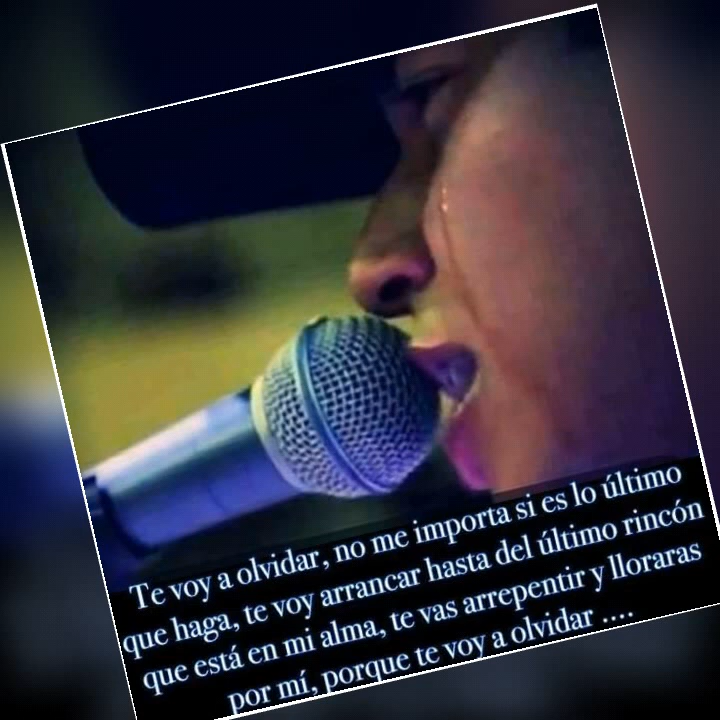 Te voy a olvidar, no me importa si es lo último
que haga, te voy arrancar hasta del último rincón
que está en mi alma, te vas arrepentir y lloraras
por mí, porque te voy a olvidar ....